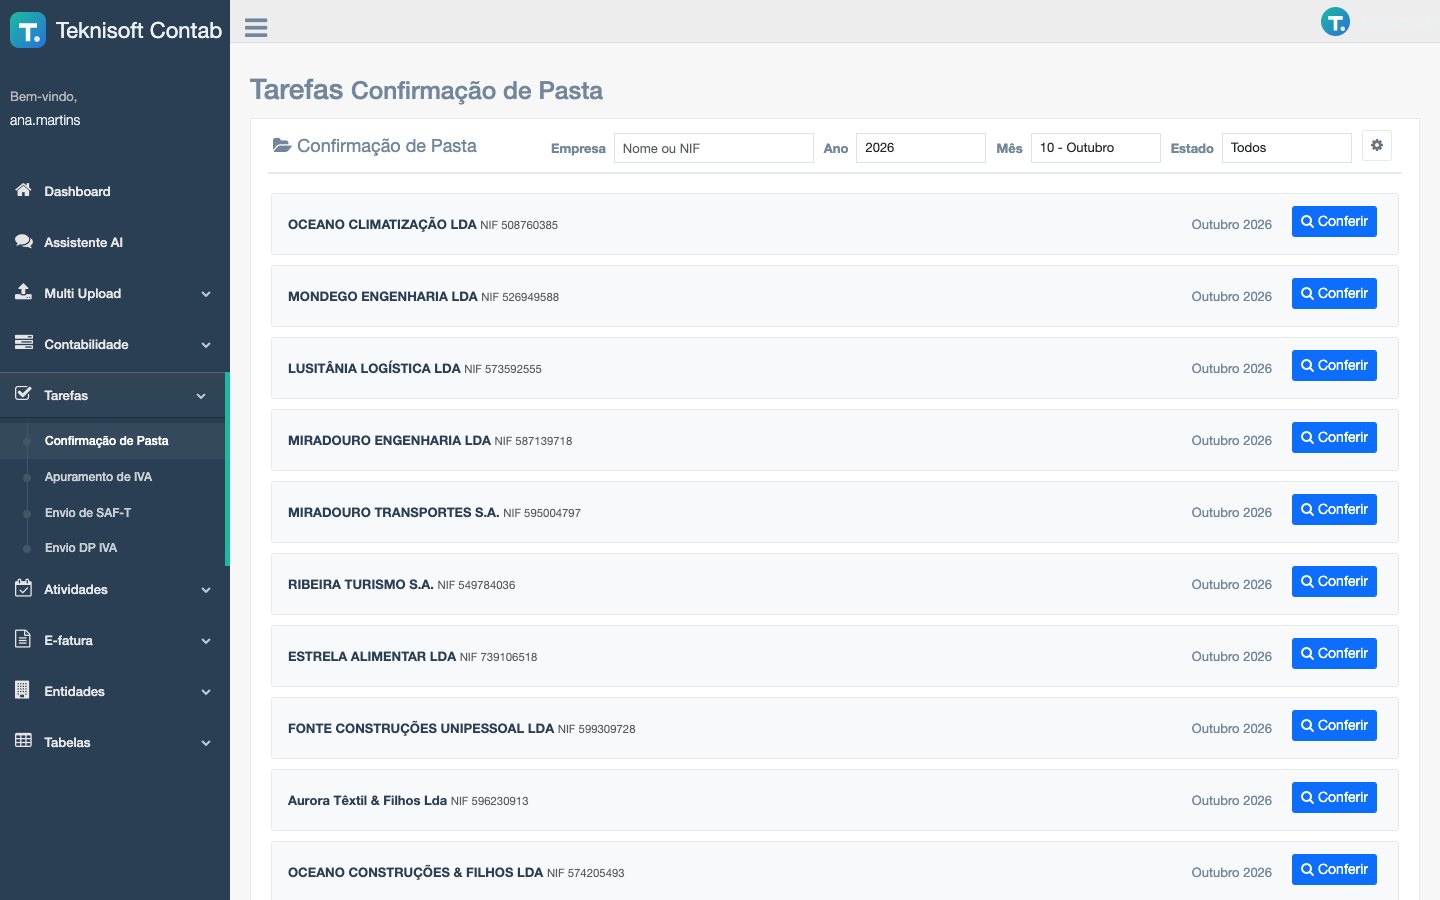 T. Teknisoft Contab
T.
Bem-vindo,
ana.martins
Dashboard
Assistente AI
Multi Upload
Contabilidade
Tarefas
Confirmação de Pasta
Apuramento de IVA
Envio de SAF-T
Envio DP IVA
Atividades
E-fatura
Entidades
Tabelas
Tarefas Confirmação de Pasta
Confirmação de Pasta Empresa Nome ou NIF Ano 2026 Mês 10 - Outubro Estado Todos
OCEANO CLIMATIZAÇÃO LDA NIF 508760385 Outubro 2026 Conferir
MONDEGO ENGENHARIA LDA NIF 526949588 Outubro 2026 Conferir
LUSITÂNIA LOGÍSTICA LDA NIF 573592555 Outubro 2026 Conferir
MIRADOURO ENGENHARIA LDA NIF 587139718 Outubro 2026 Conferir
MIRADOURO TRANSPORTES S.A. NIF 595004797 Outubro 2026 Conferir
RIBEIRA TURISMO S.A. NIF 549784036 Outubro 2026 Conferir
ESTRELA ALIMENTAR LDA NIF 739106518 Outubro 2026 Conferir
FONTE CONSTRUÇÕES UNIPESSOAL LDA NIF 599309728 Outubro 2026 Conferir
Aurora Têxtil & Filhos Lda NIF 596230913 Outubro 2026 Conferir
OCEANO CONSTRUÇÕES & FILHOS LDA NIF 574205493 Outubro 2026 Conferir